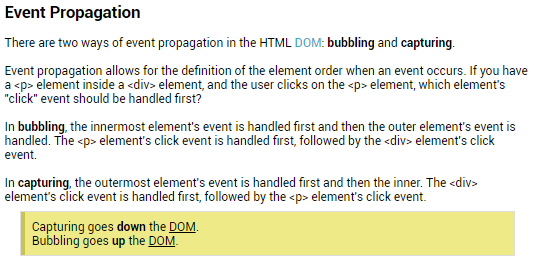 Event Propagation
There are two ways of event propagation in the HTML DOM: bubbling and capturing.
Event propagation allows for the definition of the element order when an event occurs. If you have
a <p> element inside a <div> element, and the user clicks on the <p> element, which element's
"click" event should be handled first?
In bubbling, the innermost element's event is handled first and then the outer element's event is
handled. The <p> element's click event is handled first, followed by the <div> element's click
event.
In capturing, the outermost element's event is handled first and then the inner. The <div>
element's click event is handled first, followed by the <p> element's click event.
Capturing goes down the DOM.
Bubbling goes up the DOM.